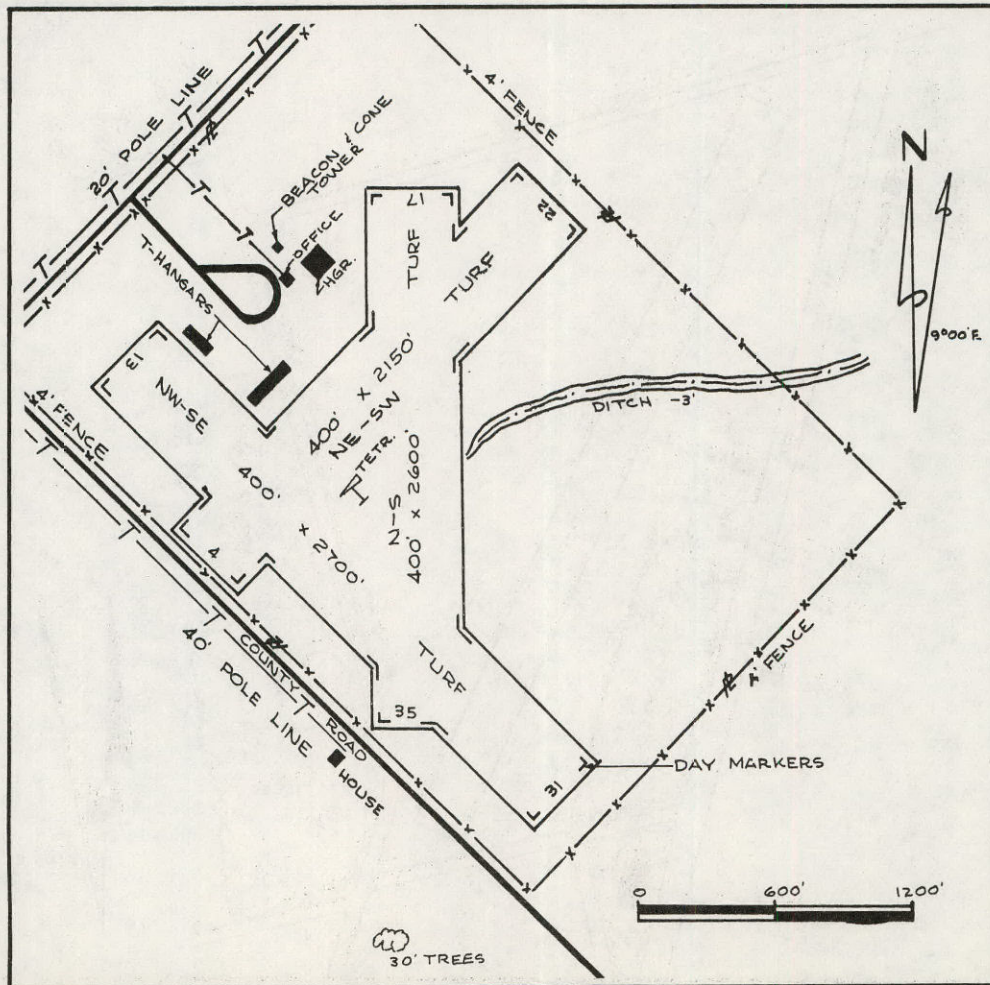 4' FENCE
20' POLE LINE
BEACON & CONE
TOWER
OFFICE
HGR.
T-HANGARS
N
9°00'E.
17
TURF
22
TURF
13
NW-SE
400' x 2150'
NE-SW
TETR.
N-S
400' x 2600'
DITCH -3'
4' FENCE
400'
x 2700'
4
COUNTY
ROAD
40' POLE LINE
HOUSE
TURF
35
31
DAY MARKERS
4' FENCE
0 600' 1200'
30' TREES